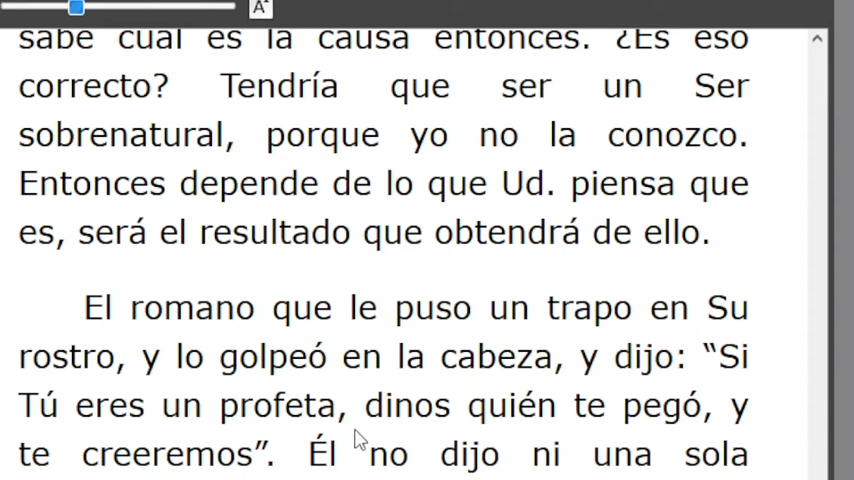 A
sabe cuál es la causa entonces. ¿Es eso
correcto? Tendría que ser un Ser
sobrenatural, porque yo no la conozco.
Entonces depende de lo que Ud. piensa que
es, será el resultado que obtendrá de ello.
El romano que le puso un trapo en Su
rostro, y lo golpeó en la cabeza, y dijo: “Si
Tú eres un profeta, dinos quién te pegó, y
te creeremos”. Él no dijo ni una sola